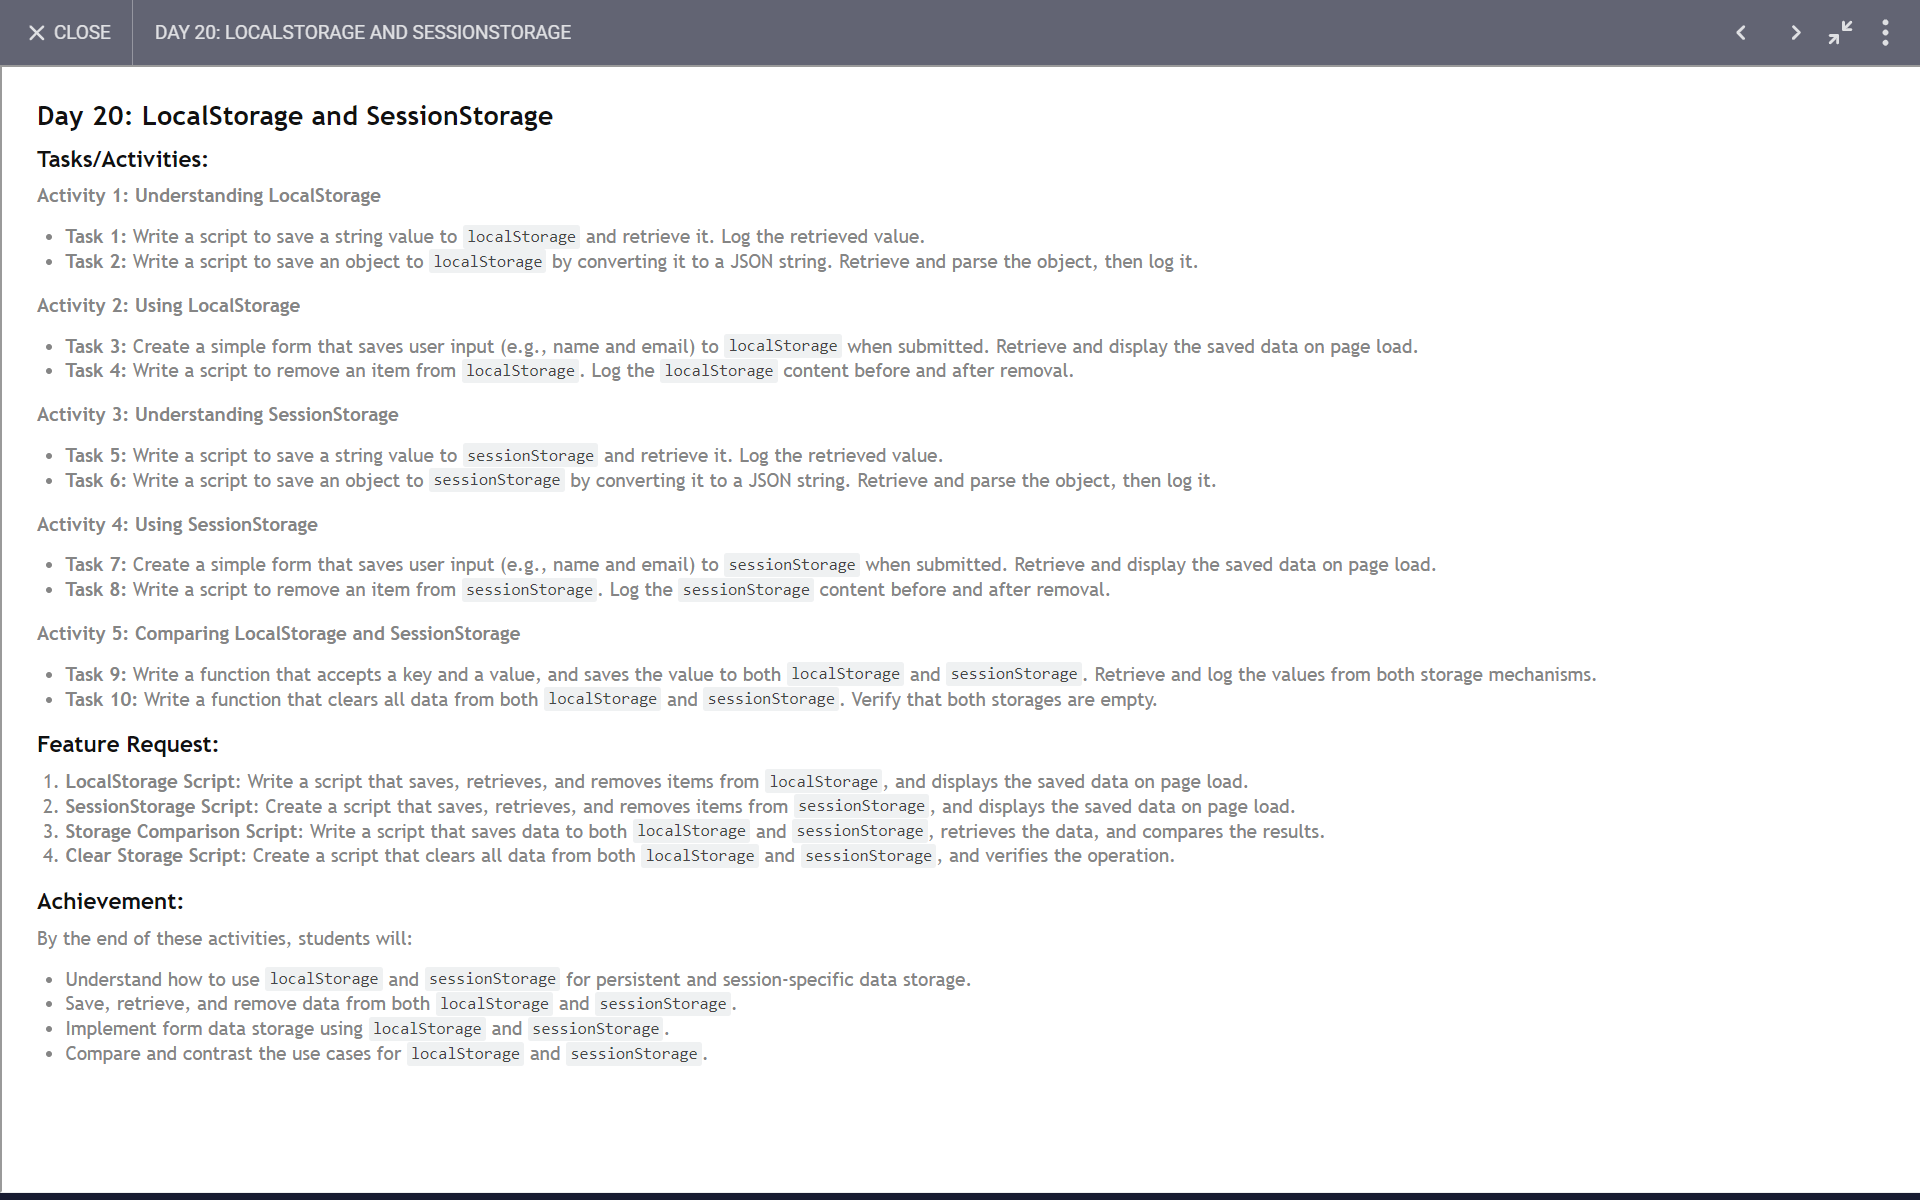 CLOSE
DAY 20: LOCALSTORAGE AND SESSIONSTORAGE
Day 20: LocalStorage and SessionStorage
Tasks/Activities:
Activity 1: Understanding LocalStorage
• Task 1: Write a script to save a string value to localStorage and retrieve it. Log the retrieved value.
• Task 2: Write a script to save an object to localStorage by converting it to a JSON string. Retrieve and parse the object, then log it.
Activity 2: Using LocalStorage
• Task 3: Create a simple form that saves user input (e.g., name and email) to localStorage when submitted. Retrieve and display the saved data on page load.
• Task 4: Write a script to remove an item from localStorage. Log the localStorage content before and after removal.
Activity 3: Understanding SessionStorage
• Task 5: Write a script to save a string value to sessionStorage and retrieve it. Log the retrieved value.
• Task 6: Write a script to save an object to sessionStorage by converting it to a JSON string. Retrieve and parse the object, then log it.
Activity 4: Using SessionStorage
• Task 7: Create a simple form that saves user input (e.g., name and email) to sessionStorage when submitted. Retrieve and display the saved data on page load.
• Task 8: Write a script to remove an item from sessionStorage. Log the sessionStorage content before and after removal.
Activity 5: Comparing LocalStorage and SessionStorage
• Task 9: Write a function that accepts a key and a value, and saves the value to both localStorage and sessionStorage. Retrieve and log the values from both storage mechanisms.
• Task 10: Write a function that clears all data from both localStorage and sessionStorage. Verify that both storages are empty.
Feature Request:
1. LocalStorage Script: Write a script that saves, retrieves, and removes items from localStorage, and displays the saved data on page load.
2. SessionStorage Script: Create a script that saves, retrieves, and removes items from sessionStorage, and displays the saved data on page load.
3. Storage Comparison Script: Write a script that saves data to both localStorage and sessionStorage, retrieves the data, and compares the results.
4. Clear Storage Script: Create a script that clears all data from both localStorage and sessionStorage, and verifies the operation.
Achievement:
By the end of these activities, students will:
• Understand how to use localStorage and sessionStorage for persistent and session-specific data storage.
• Save, retrieve, and remove data from both localStorage and sessionStorage.
• Implement form data storage using localStorage and sessionStorage.
• Compare and contrast the use cases for localStorage and sessionStorage.